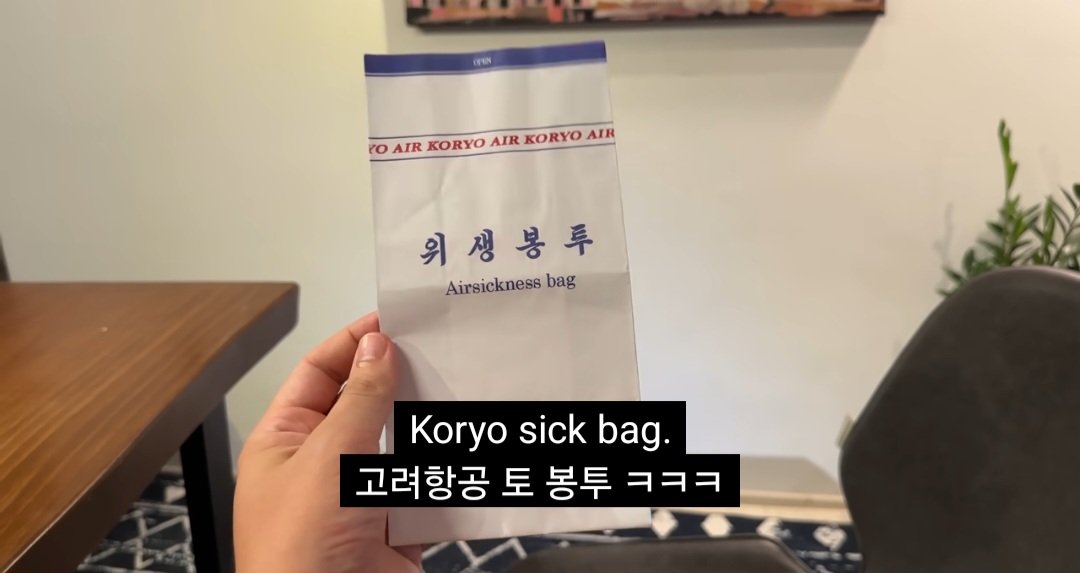 OPEN
YO AIR KORYO AIR KORYO AIR
위생봉투
Airsickness bag
Koryo sick bag.
고려항공 토 봉투 ㅋㅋㅋ